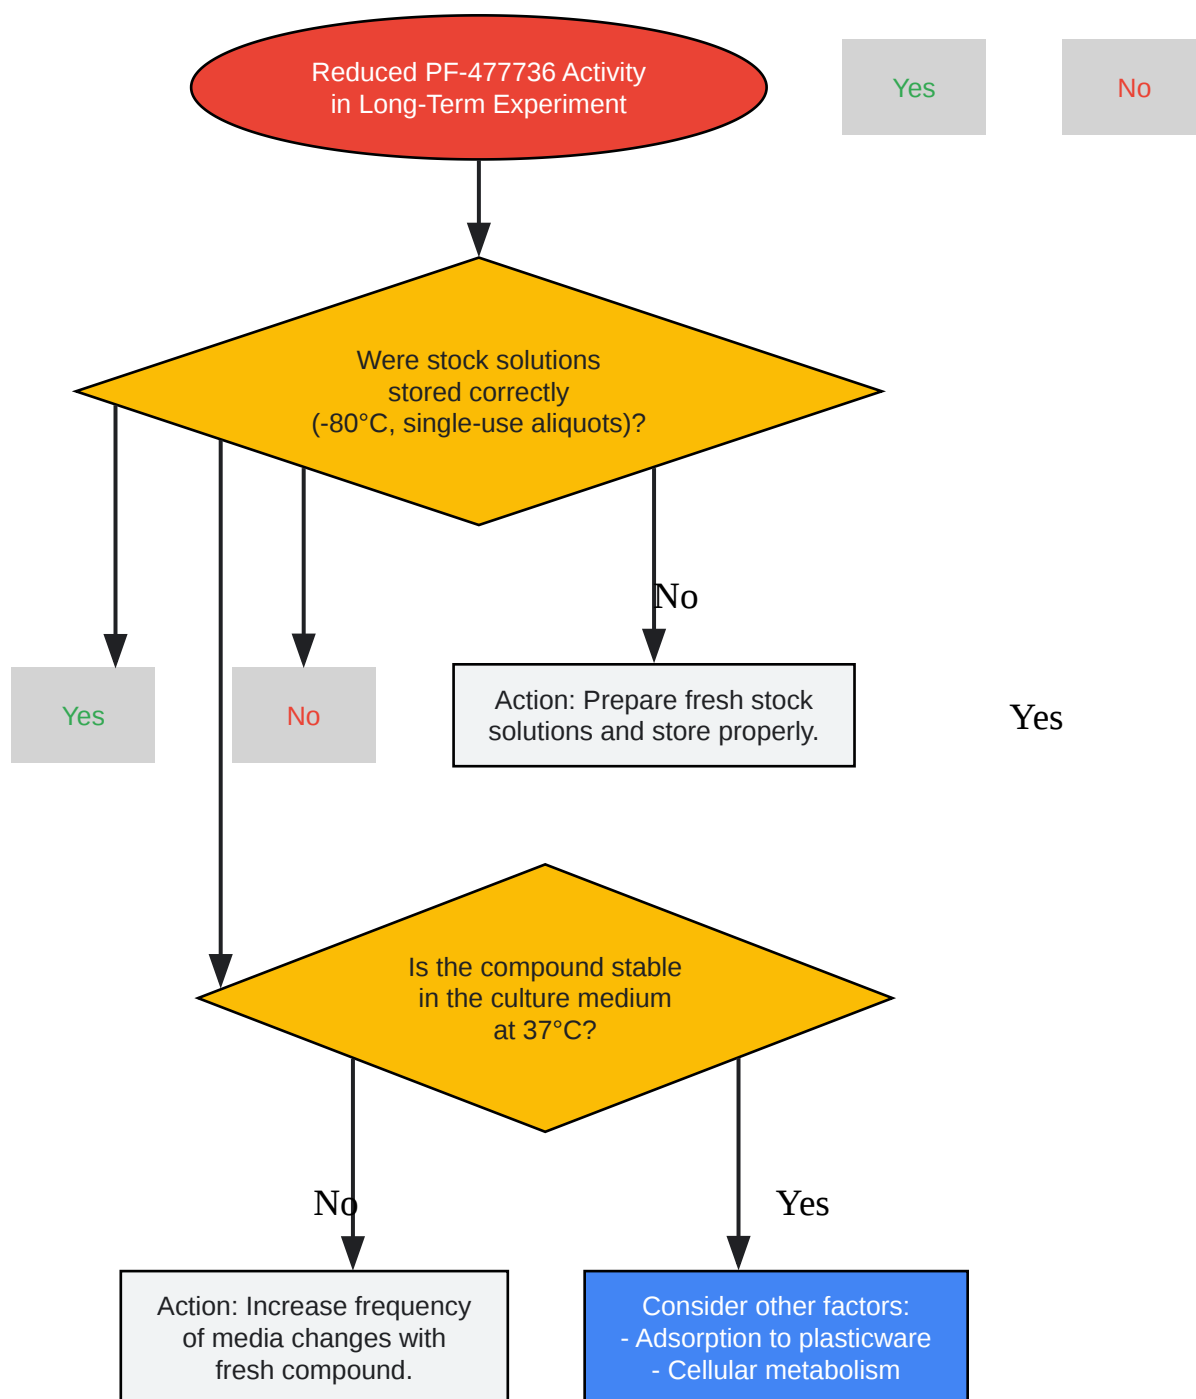 Reduced PF-477736 Activity
in Long-Term Experiment
Yes
No
Were stock solutions
stored correctly
(-80°C, single-use aliquots)?
No
Yes
No
Action: Prepare fresh stock
solutions and store properly.
Yes
Is the compound stable
in the culture medium
at 37°C?
No
Yes
Action: Increase frequency
of media changes with
fresh compound.
Consider other factors:
- Adsorption to plasticware
- Cellular metabolism